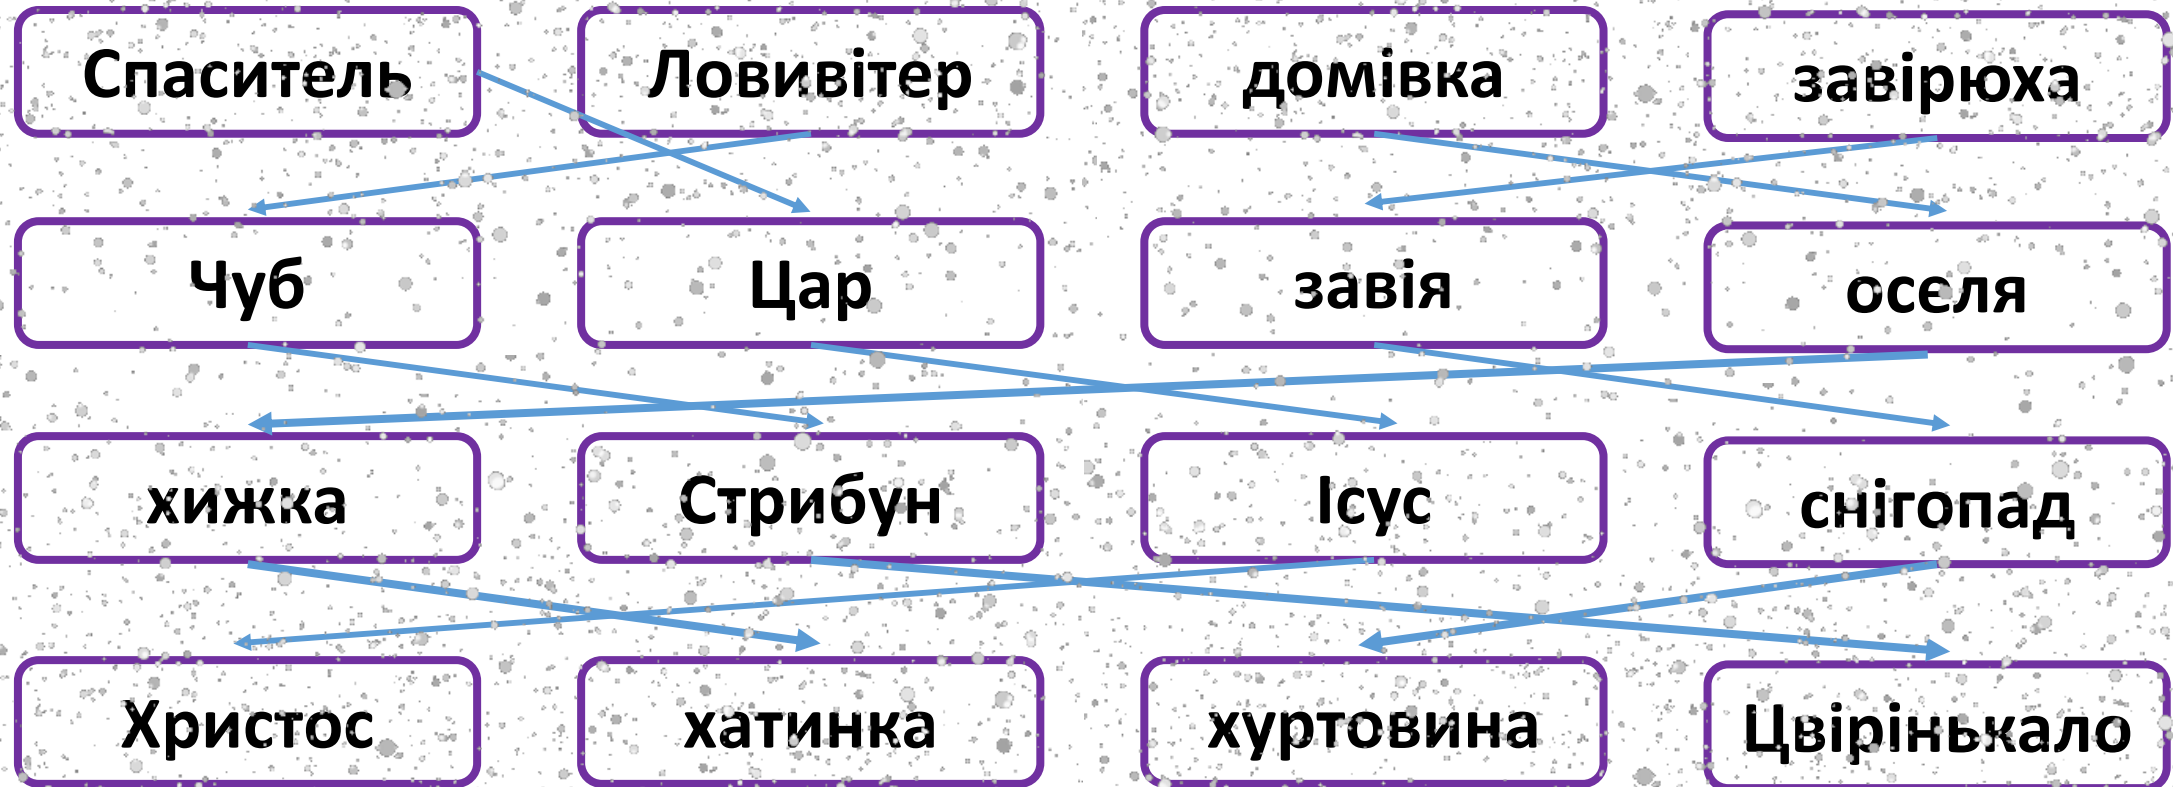 Спаситель
Ловивітер
домівка
завірюха
Чуб
Цар
завія
оселя
хижка
Стрибун
Ісус
снігопад
Христос
хатинка
хуртовина
Цвірінькало